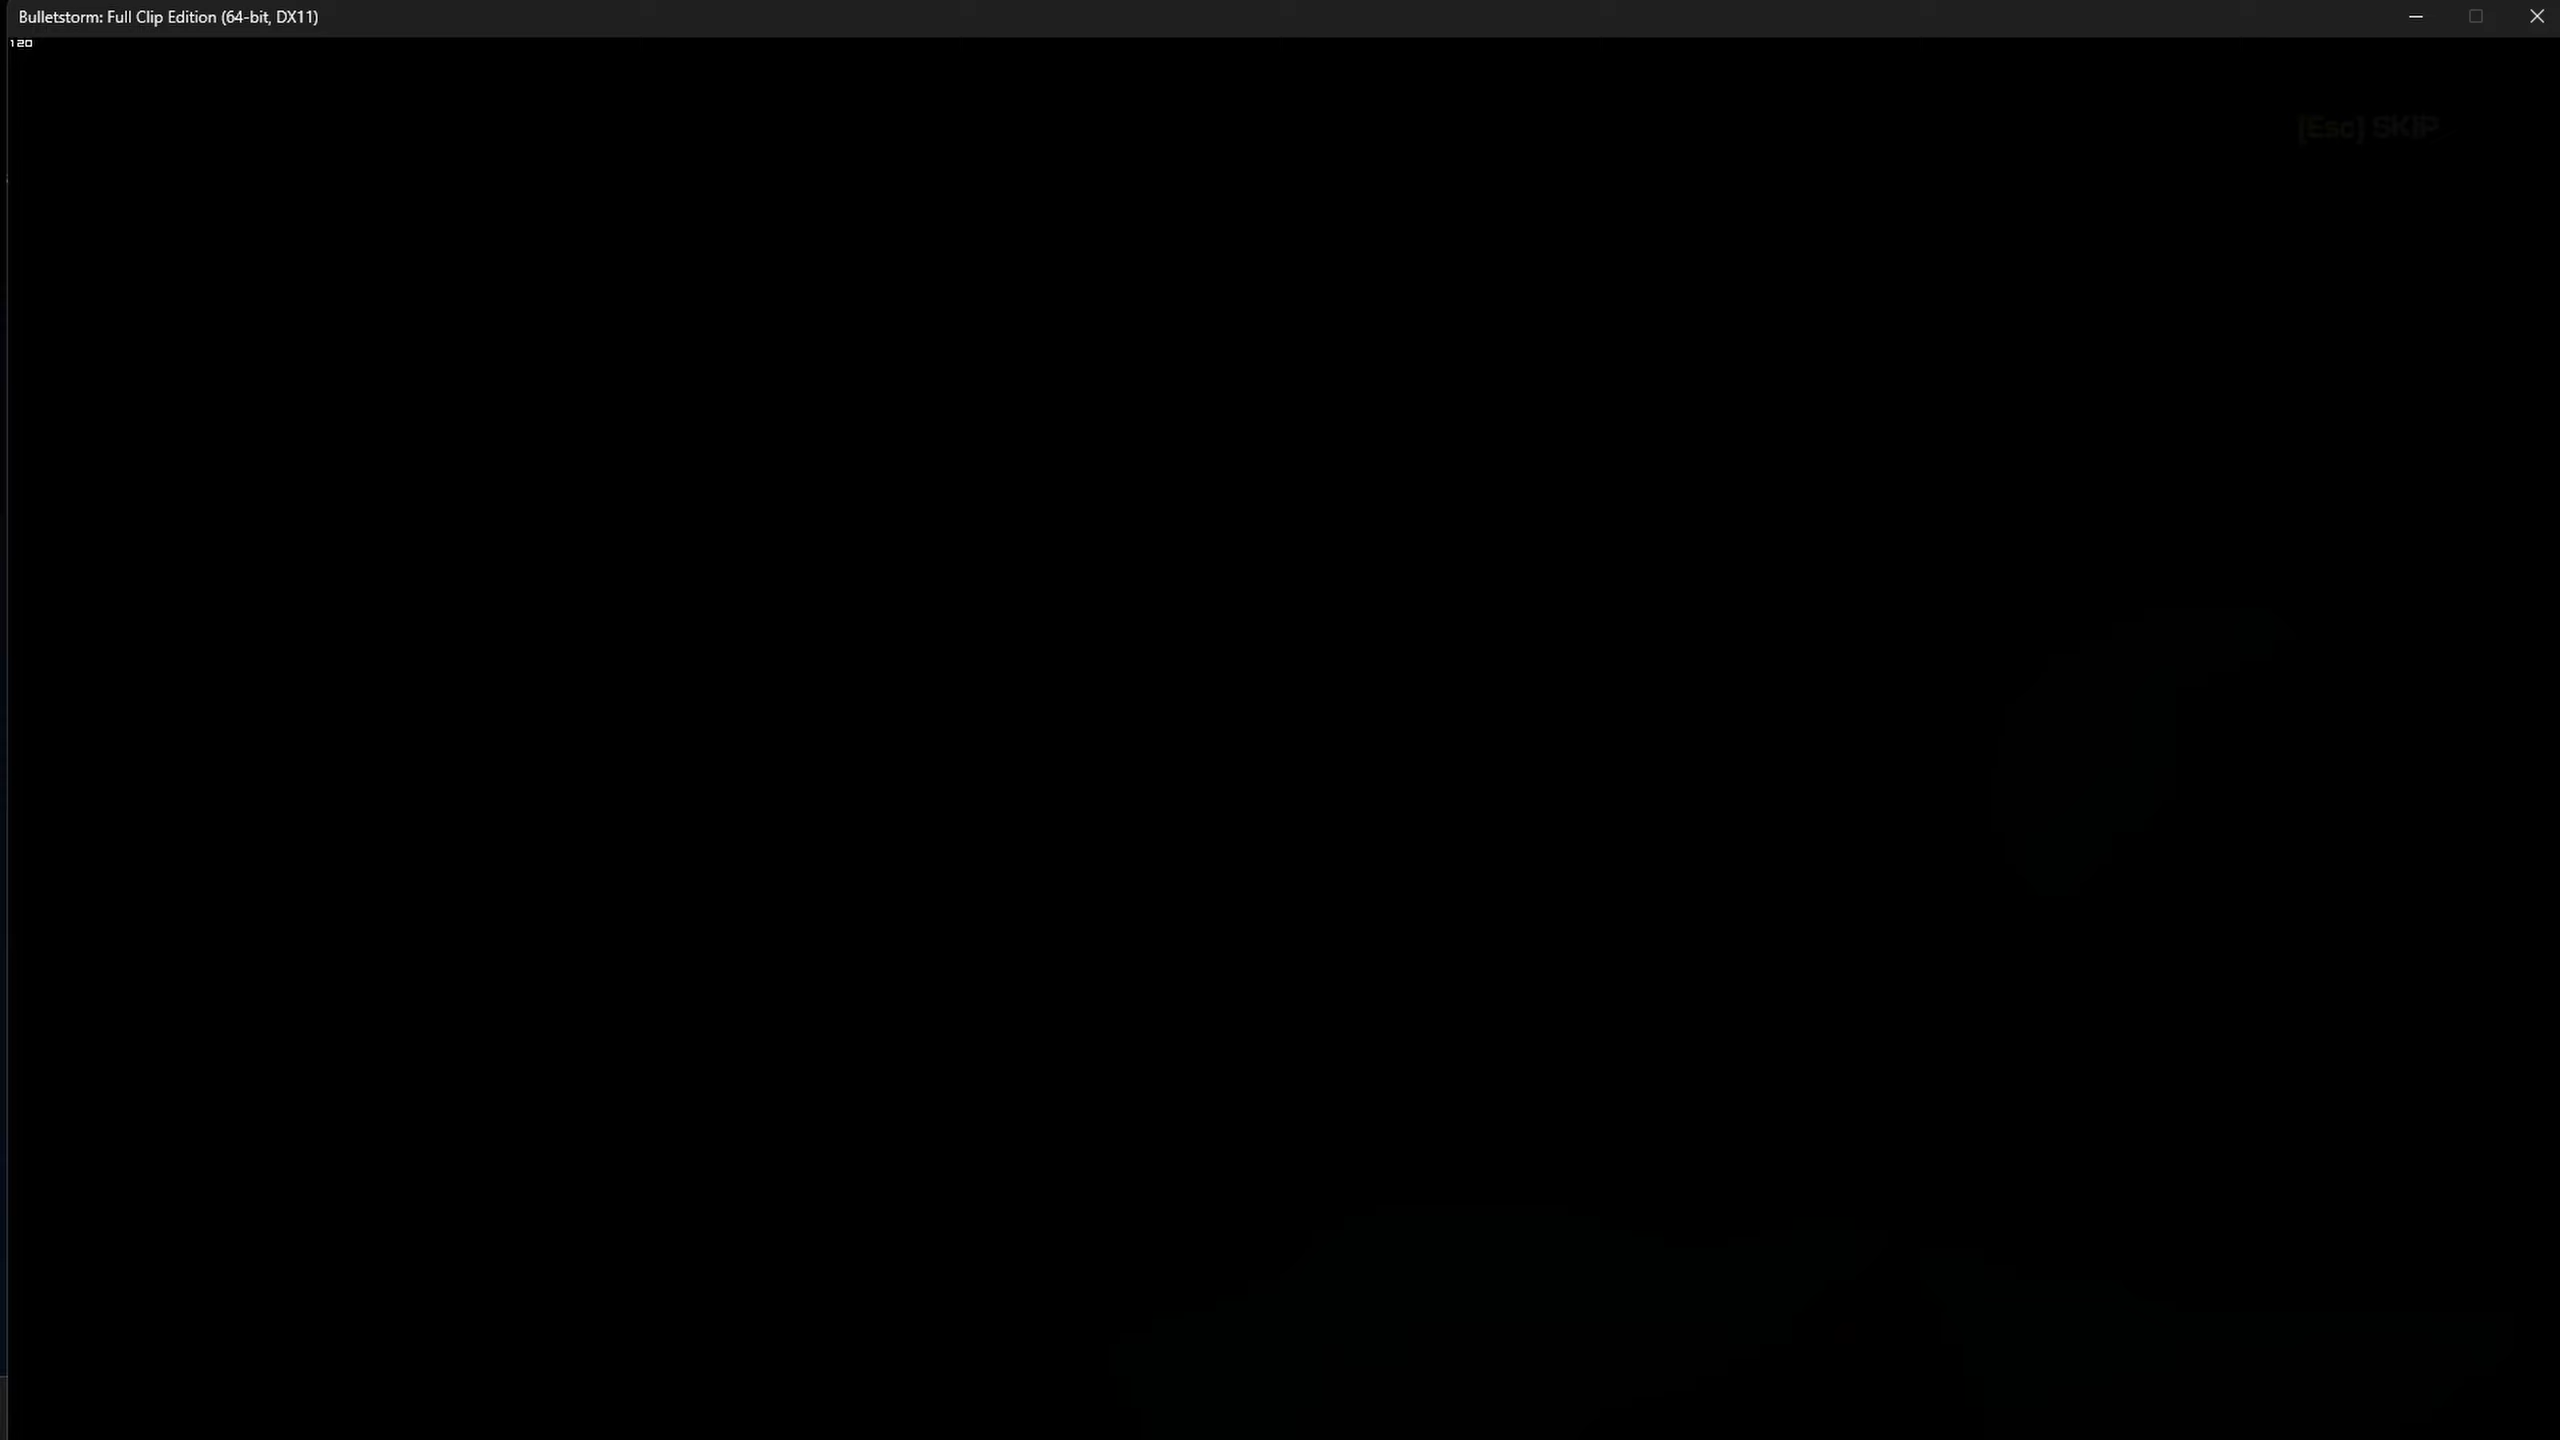 Bulletstorm: Full Clip Edition (64-bit, DX11)
120
[Esc] SKIP